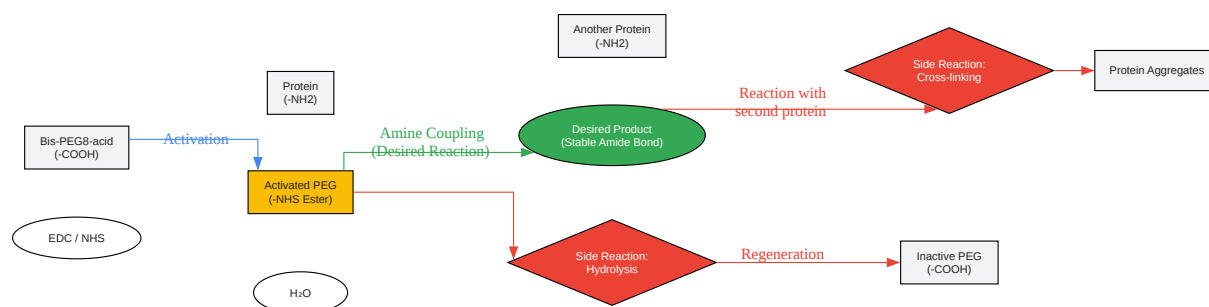 Another Protein
(-NH2)
Side Reaction:
Cross-linking
Protein Aggregates
Protein
(-NH2)
Reaction with
second protein
Bis-PEG8-acid
(-COOH)
Activation
Amine Coupling
(Desired Reaction)
Desired Product
(Stable Amide Bond)
Activated PEG
(-NHS Ester)
EDC / NHS
Side Reaction:
Hydrolysis
Regeneration
Inactive PEG
(-COOH)
H₂O